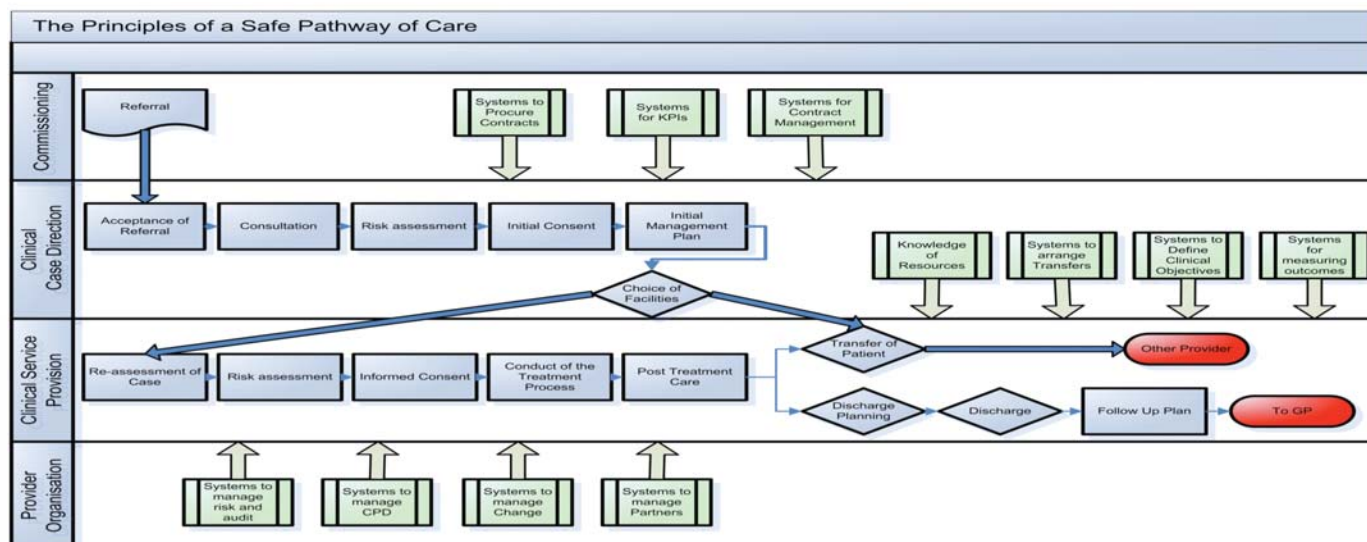 The Principles of a Safe Pathway of Care
Commissioning
Referral
Systems to
Procure
Contracts
Systems
for KPIs
Systems for
Contract
Management
Clinical
Case Direction
Acceptance of
Referral
Consultation
Risk assessment
Initial Consent
Initial
Management
Plan
Choice of
Facilities
Knowledge
of
Resources
Systems to
arrange
Transfers
Systems to
Define
Clinical
Objectives
Systems
for
measuring
outcomes
Clinical Service
Provision
Re-assessment of
Case
Risk assessment
Informed Consent
Conduct of the
Treatment
Process
Post Treatment
Care
Transfer of
Patient
Other Provider
Discharge
Planning
Discharge
Follow Up Plan
To GP
Provider
Organisation
Systems to
manage
risk and
audit
Systems to
manage
CPD
Systems to
manage
Change
Systems to
manage
Partners